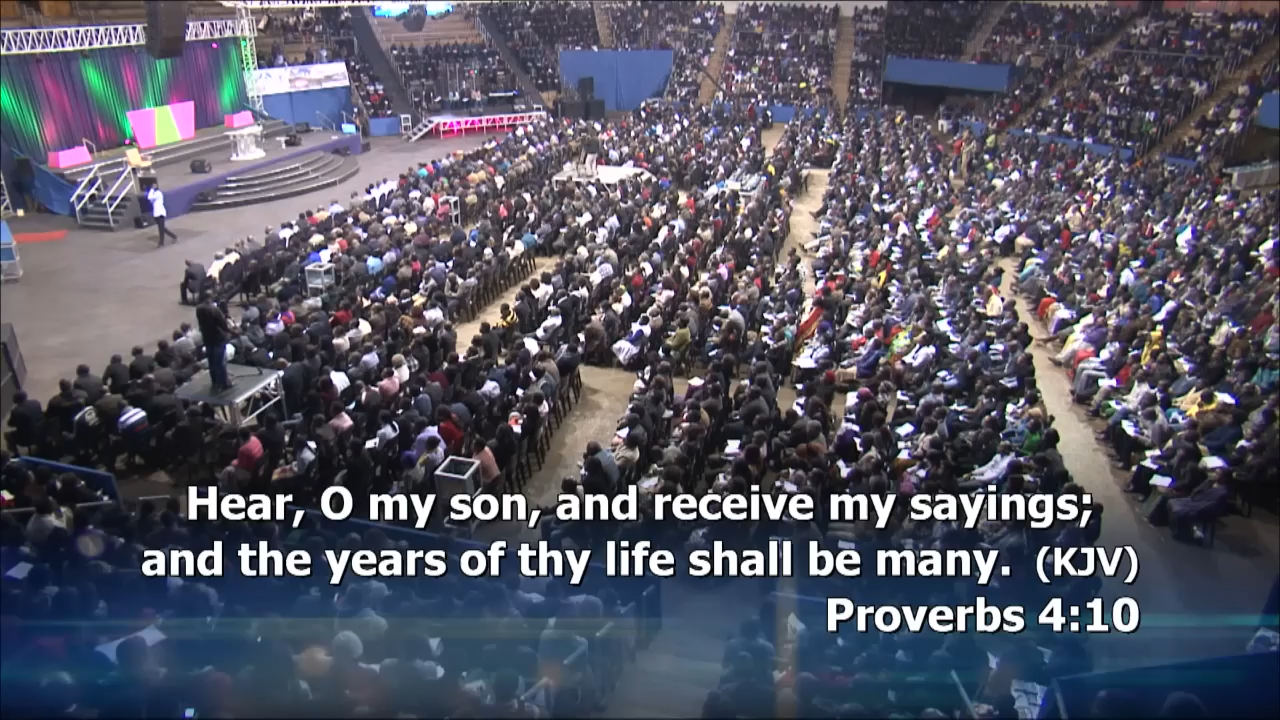 Hear, O my son, and receive my sayings;
and the years of thy life shall be many. (KJV)
Proverbs 4:10